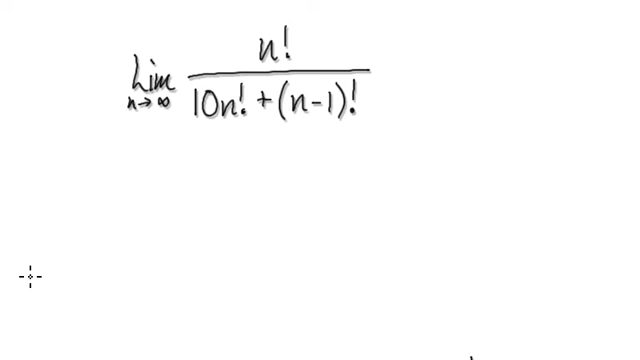 lim n→∞ n! / 10n! + (n-1)!